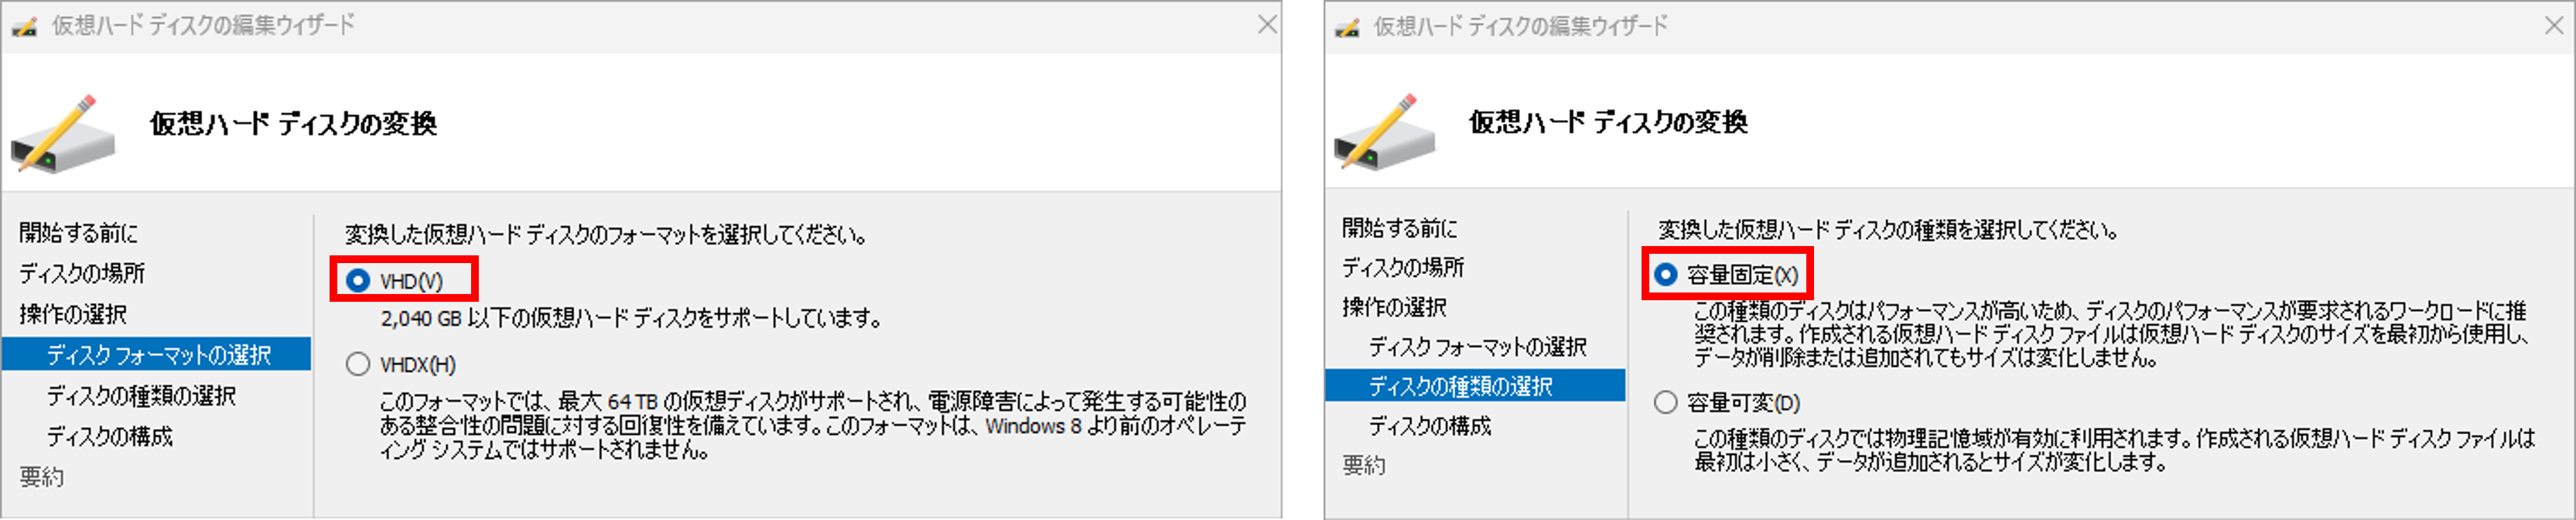 仮想ハード ディスクの編集ウィザード
仮想ハード ディスクの変換
開始する前に
ディスクの場所
操作の選択
ディスク フォーマットの選択
ディスクの種類の選択
ディスクの構成
要約
変換した仮想ハード ディスクのフォーマットを選択してください。
VHD(V)
2,040 GB 以下の仮想ハード ディスクをサポートしています。
VHDX(H)
このフォーマットでは、最大 64 TB の仮想ディスクがサポートされ、電源障害によって発生する可能性の
ある整合性の問題に対する回復性を備えています。このフォーマットは、Windows 8 より前のオペレーテ
ィング システムではサポートされません。
仮想ハード ディスクの編集ウィザード
仮想ハード ディスクの変換
開始する前に
ディスクの場所
操作の選択
ディスク フォーマットの選択
ディスクの種類の選択
ディスクの構成
要約
変換した仮想ハード ディスクの種類を選択してください。
容量固定(X)
この種類のディスクはパフォーマンスが高いため、ディスクのパフォーマンスが要求されるワークロードに推
奨されます。作成される仮想ハード ディスク ファイルは仮想ハード ディスクのサイズを最初から使用し、
データが削除または追加されてもサイズは変化しません。
容量可変(D)
この種類のディスクでは物理記憶域が有効に利用されます。作成される仮想ハード ディスク ファイルは
最初は小さく、データが追加されるとサイズが変化します。